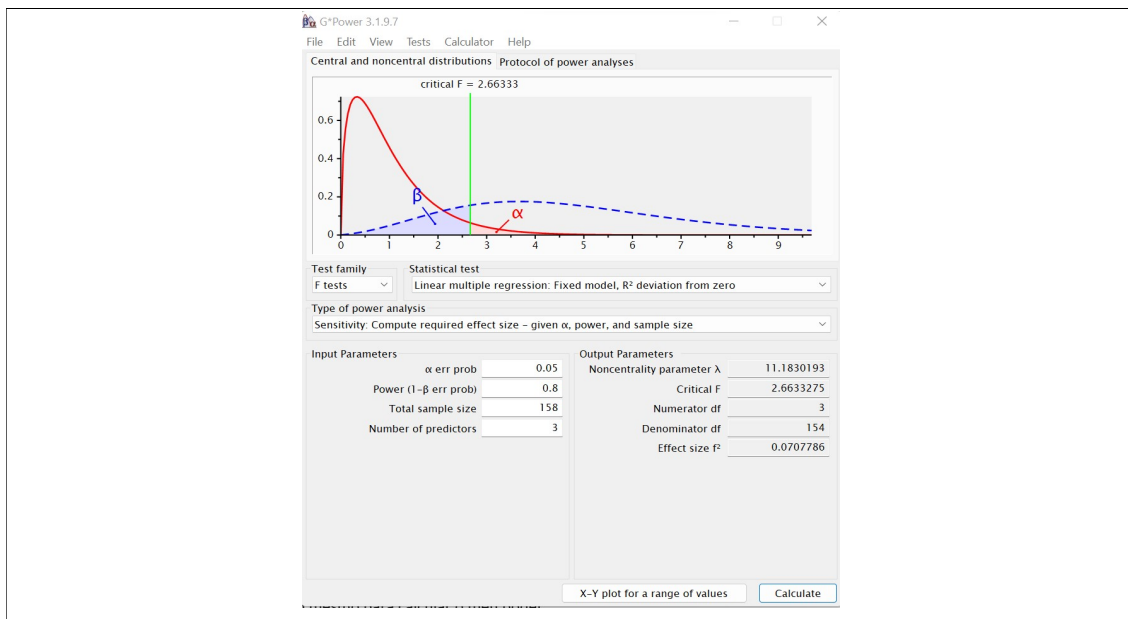 G*Power 3.1.9.7
File Edit View Tests Calculator Help
Central and noncentral distributions Protocol of power analyses
critical F = 2.66333
0.6
0.4
0.2
0
β
α
0 1 2 3 4 5 6 7 8 9
Test family Statistical test
F tests Linear multiple regression: Fixed model, R² deviation from zero
Type of power analysis
Sensitivity: Compute required effect size - given α, power, and sample size
Input Parameters Output Parameters
α err prob 0.05 Noncentrality parameter λ 11.1830193
Power (1-β err prob) 0.8 Critical F 2.6633275
Total sample size 158 Numerator df 3
Number of predictors 3 Denominator df 154
Effect size f² 0.0707786
X-Y plot for a range of values Calculate